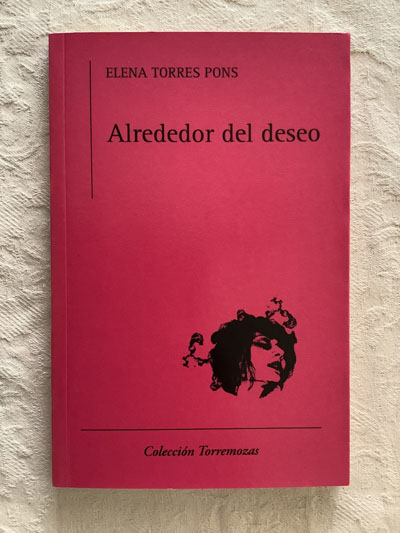 ELENA TORRES PONS
Alrededor del deseo
Colección Torremozas